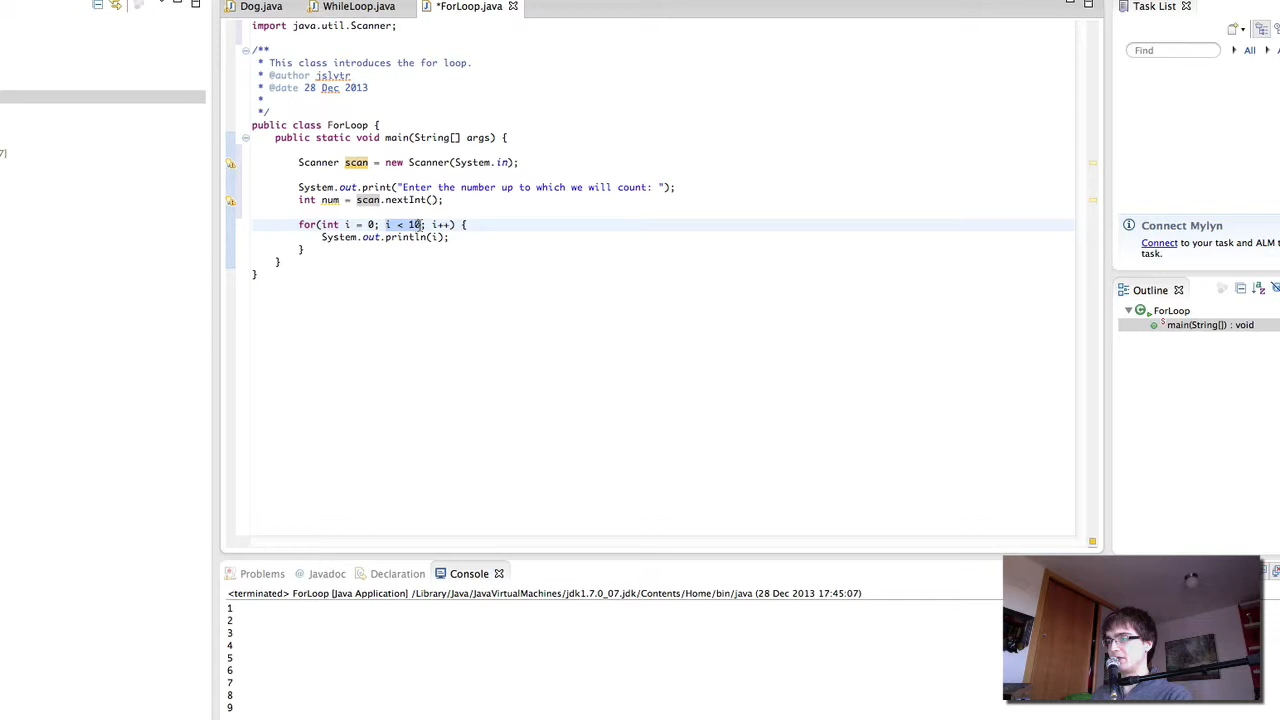 Dog.java
WhileLoop.java
*ForLoop.java
Task List
import java.util.Scanner;
Find
All
/**
* This class introduces the for loop.
* @author jslvtr
* @date 28 Dec 2013
*
*/
public class ForLoop {
public static void main(String[] args) {
Scanner scan = new Scanner(System.in);
System.out.print("Enter the number up to which we will count: ");
int num = scan.nextInt();
for(int i = 0; i < 10; i++) {
System.out.println(i);
}
}
}
Connect Mylyn
Connect to your task and ALM
task.
Outline
ForLoop
main(String[]) : void
Problems
Javadoc
Declaration
Console
<terminated> ForLoop [Java Application] /Library/Java/JavaVirtualMachines/jdk1.7.0_07.jdk/Contents/Home/bin/java (28 Dec 2013 17:45:07)
1
2
3
4
5
6
7
8
9